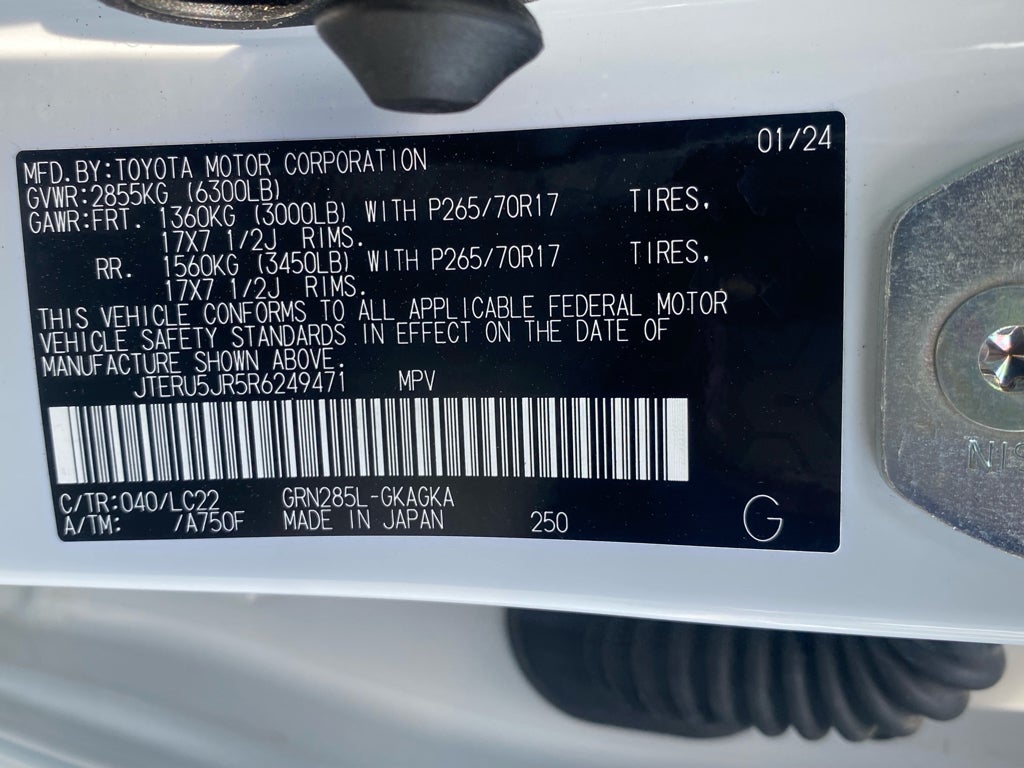 01/24
MFD.BY:TOYOTA MOTOR CORPORATION
GVWR:2855KG (6300LB)
GAWR:FRT. 1360KG (3000LB) WITH P265/70R17 TIRES,
17X7 1/2J RIMS.
RR. 1560KG (3450LB) WITH P265/70R17 TIRES,
17X7 1/2J RIMS.
THIS VEHICLE CONFORMS TO ALL APPLICABLE FEDERAL MOTOR
VEHICLE SAFETY STANDARDS IN EFFECT ON THE DATE OF
MANUFACTURE SHOWN ABOVE.
JTERU5JR5R6249471 MPV
C/TR:040/LC22 GRN285L-GKAGKA
A/TM: /A750F MADE IN JAPAN 250 G